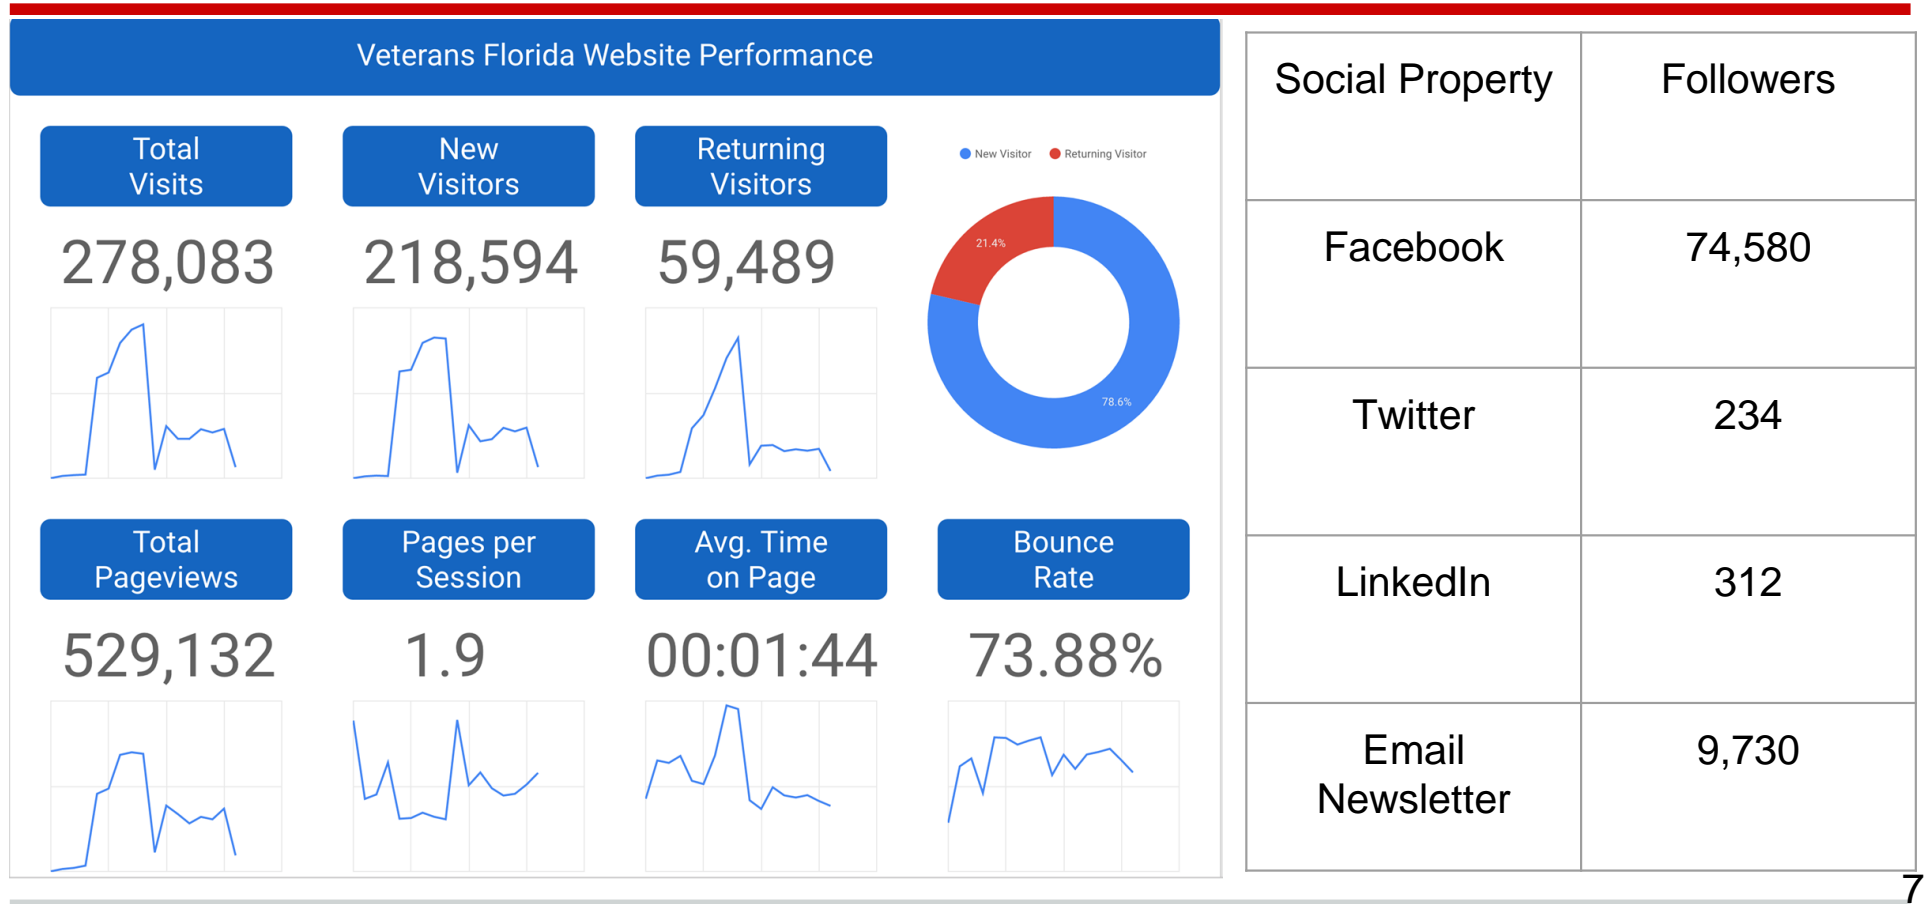 Veterans Florida Website Performance
Total
Visits
278,083
New
Visitors
218,594
Returning
Visitors
59,489
New Visitor
Returning Visitor
21.4%
78.6%
Total
Pageviews
529,132
Pages per
Session
1.9
Avg. Time
on Page
00:01:44
Bounce
Rate
73.88%
Social Property Followers
Facebook 74,580
Twitter 234
LinkedIn 312
Email 9,730
Newsletter
7